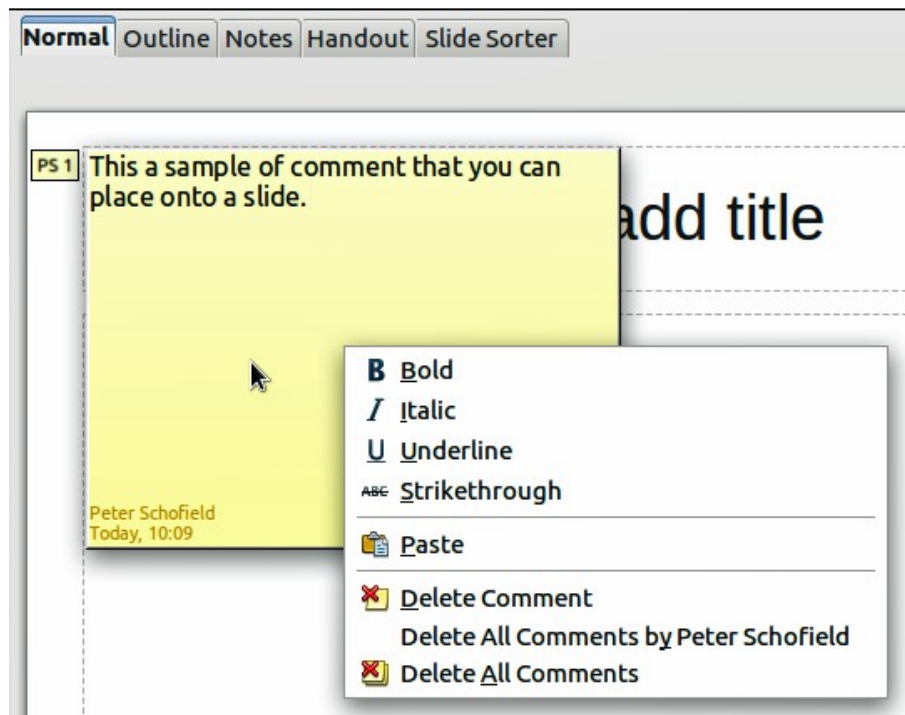 Normal Outline Notes Handout Slide Sorter
PS 1
This a sample of comment that you can
place onto a slide.
add title
Peter Schofield
Today, 10:09
B Bold
I Italic
U Underline
ABC Strikethrough
Paste
Delete Comment
Delete All Comments by Peter Schofield
Delete All Comments